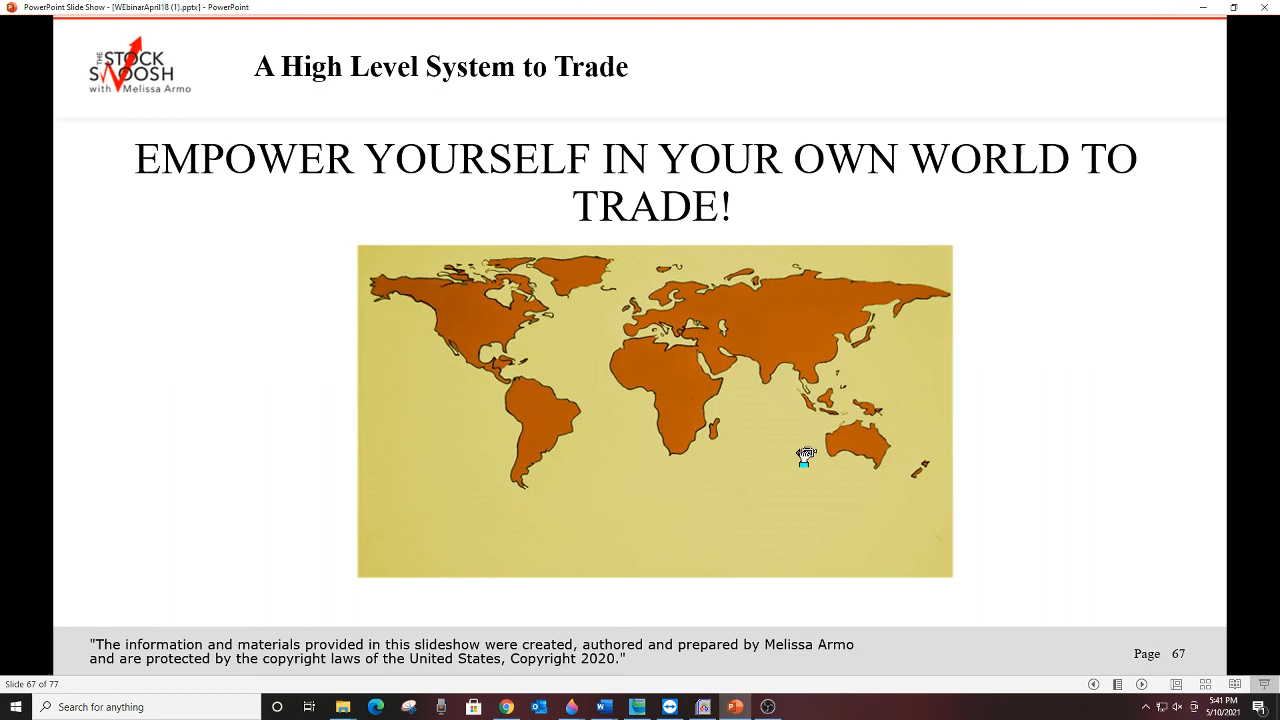 PowerPoint Slide Show - [WEbinarApril18 (1).pptx] - PowerPoint
THE
STOCK
SWOOSH
with Melissa Armo
A High Level System to Trade
EMPOWER YOURSELF IN YOUR OWN WORLD TO
TRADE!
"The information and materials provided in this slideshow were created, authored and prepared by Melissa Armo
and are protected by the copyright laws of the United States, Copyright 2020."
Page 67
Slide 67 of 77
Search for anything
5:41 PM
5/10/2021